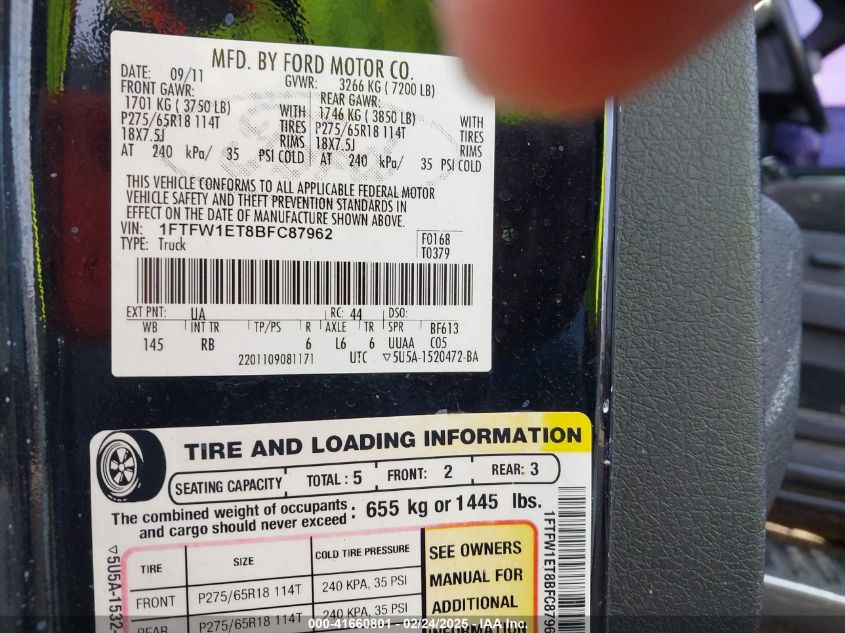 MFD. BY FORD MOTOR CO.
DATE: 09/11 GVWR: 3266 KG ( 7200 LB)
FRONT GAWR: REAR GAWR:
1701 KG ( 3750 LB) WITH 1746 KG ( 3850 LB) WITH
P275/65R18 114T TIRES P275/65R18 114T TIRES
18X7.5J RIMS 18X7.5J RIMS
AT 240 kPa/ 35 PSI COLD AT 240 kPa/ 35 PSI COLD
THIS VEHICLE CONFORMS TO ALL APPLICABLE FEDERAL MOTOR
VEHICLE SAFETY AND THEFT PREVENTION STANDARDS IN
EFFECT ON THE DATE OF MANUFACTURE SHOWN ABOVE.
VIN: 1FTFW1ET8BFC87962 F0168
TYPE: Truck T0379
EXT PNT: UA RC: 44 DSO:
WB INT TR TP/PS R AXLE TR SPR BF613
145 RB 6 L6 6 UUAA C05
2201109081171 UTC ▽5U5A-1520472-BA
TIRE AND LOADING INFORMATION
SEATING CAPACITY TOTAL : 5 FRONT: 2 REAR: 3
The combined weight of occupants
and cargo should never exceed : 655 kg or 1445 lbs.
TIRE SIZE COLD TIRE PRESSURE
FRONT P275/65R18 114T 240 KPA, 35 PSI
REAR P275/65R18 114T 240 KPA, 35 PSI
SEE OWNERS
MANUAL FOR
ADDITIONAL
INFORMATION
▽5U5A-1532-
1FTFW1ET8BFC8796
000-41660801 - 02/24/2025 - IAA Inc.